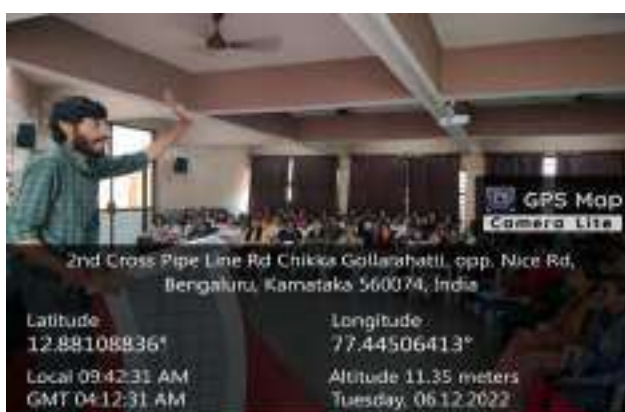 GPS Map
Camera Lite
2nd Cross Pipe Line Rd Chikka Gollarahatti, opp. Nice Rd,
Bengaluru, Karnataka 560074, India
Latitude
12.88108836°
Longitude
77.44506413°
Local 09:42:31 AM
GMT 04:12:31 AM
Altitude 11.35 meters
Tuesday, 06.12.2022